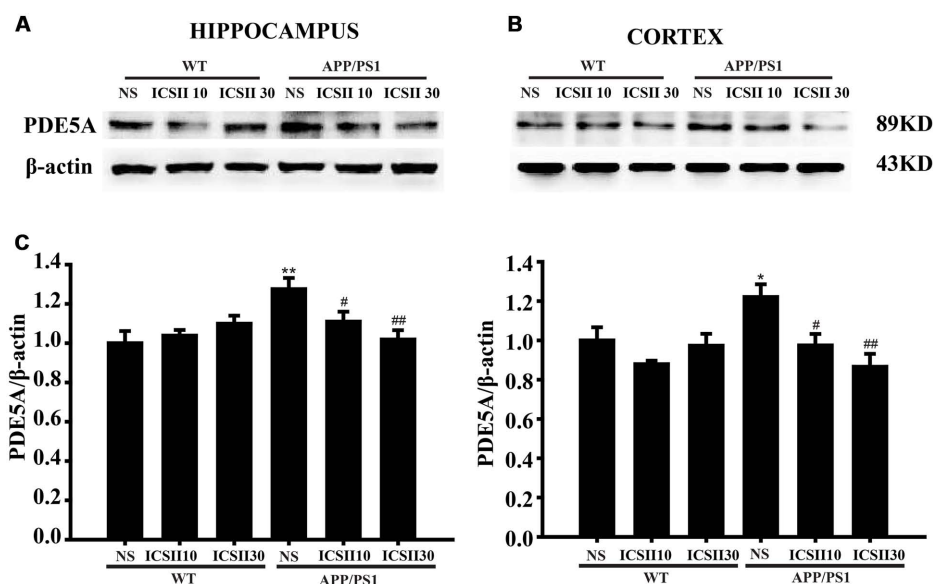 A
HIPPOCAMPUS
WT APP/PS1
NS ICSII 10 ICSII 30 NS ICSII 10 ICSII 30
PDE5A
β-actin
B
CORTEX
WT APP/PS1
NS ICSII 10 ICSII 30 NS ICSII 10 ICSII 30
89KD
43KD
C
PDE5A/β-actin
1.4
1.2
1.0
0.8
0.6
0.4
0.2
0.0
**
#
##
NS ICSII10 ICSII30 NS ICSII10 ICSII30
WT APP/PS1
PDE5A/β-actin
1.4
1.2
1.0
0.8
0.6
0.4
0.2
0.0
*
#
##
NS ICSII10 ICSII30 NS ICSII10 ICSII30
WT APP/PS1